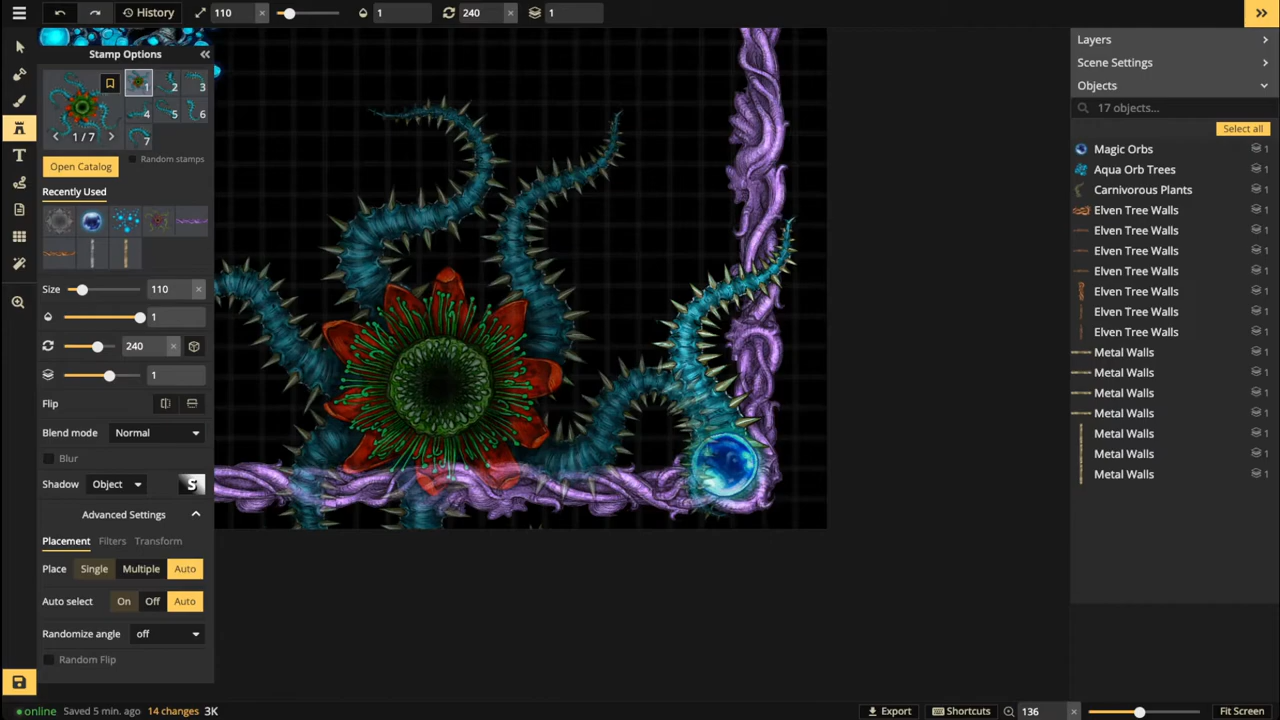 History
110
1
240
1
Stamp Options
1
2
3
4
5
6
1 / 7
7
Open Catalog
Random stamps
Recently Used
Size
110
1
240
1
Flip
Blend mode
Normal
Blur
Shadow
Object
S
Advanced Settings
Placement Filters Transform
Place Single Multiple Auto
Auto select On Off Auto
Randomize angle off
Random Flip
Layers
Scene Settings
Objects
17 objects...
Select all
Magic Orbs 1
Aqua Orb Trees 1
Carnivorous Plants 1
Elven Tree Walls 1
Elven Tree Walls 1
Elven Tree Walls 1
Elven Tree Walls 1
Elven Tree Walls 1
Elven Tree Walls 1
Elven Tree Walls 1
Metal Walls 1
Metal Walls 1
Metal Walls 1
Metal Walls 1
Metal Walls 1
Metal Walls 1
Metal Walls 1
online Saved 5 min. ago 14 changes 3K
Export Shortcuts 136 Fit Screen